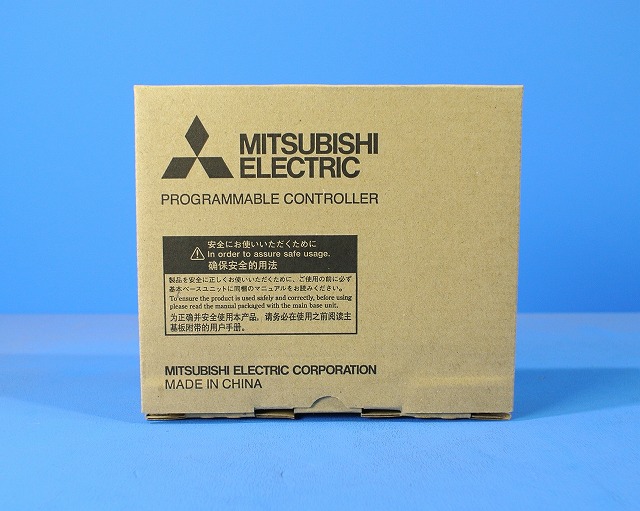 MITSUBISHI
ELECTRIC
PROGRAMMABLE CONTROLLER
安全にお使いいただくために
In order to assure safe usage.
确保安全的用法
製品を安全に正しくお使いいただくために、ご使用の前に必ず
基本ベースユニットに同梱のマニュアルをお読みください。
To ensure the product is used safely and correctly, before using
please read the manual packaged with the main base unit.
为正确并安全使用本产品，请务必在使用之前阅读主
基板附带的用户手册。
MITSUBISHI ELECTRIC CORPORATION
MADE IN CHINA